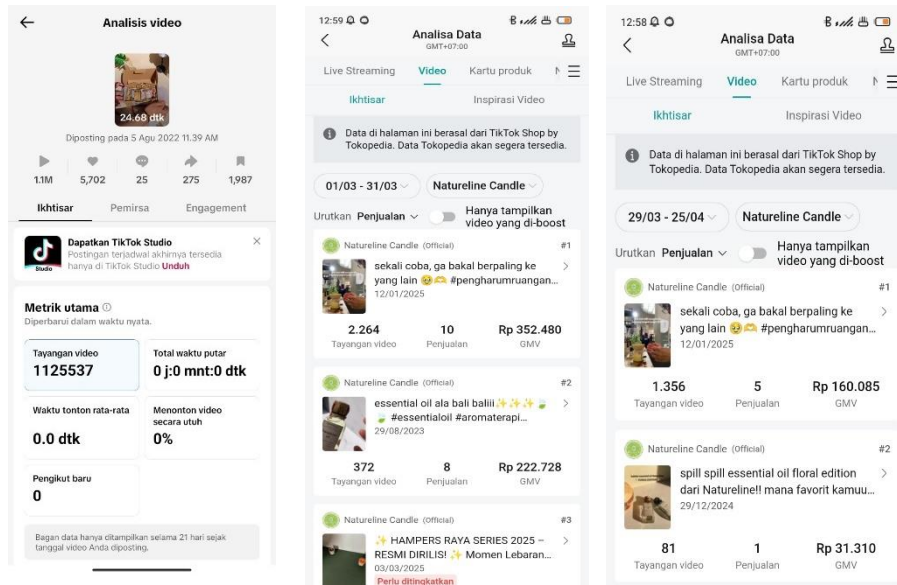 Analisis video
24.68 dtk
Diposting pada 5 Agu 2022 11.39 AM
1.1M 5,702 25 275 1,987
Ikhtisar Pemirsa Engagement
Dapatkan TikTok Studio
Postingan terjadwal akhirnya tersedia
hanya di TikTok Studio Unduh
Studio
Metrik utama
Diperbarui dalam waktu nyata.
Tayangan video
1125537
Total waktu putar
0 j:0 mnt:0 dtk
Waktu tonton rata-rata
0.0 dtk
Menonton video
secara utuh
0%
Pengikut baru
0
Bagan data hanya ditampilkan selama 21 hari sejak
tanggal video Anda diposting.
12:59
Analisa Data
GMT+07:00
Live Streaming Video Kartu produk
Ikhtisar Inspirasi Video
Data di halaman ini berasal dari TikTok Shop by
Tokopedia. Data Tokopedia akan segera tersedia.
01/03 - 31/03 Natureline Candle
Urutkan Penjualan Hanya tampilkan
video yang di-boost
Natureline Candle (Official) #1
sekali coba, ga bakal berpaling ke
yang lain 🥹🫶 #pengharumruangan...
12/01/2025
2.264 10 Rp 352.480
Tayangan video Penjualan GMV
Natureline Candle (Official) #2
essential oil ala bali baliii✨✨✨🍃
🍃 #essentialoil #aromaterapi...
29/08/2023
372 8 Rp 222.728
Tayangan video Penjualan GMV
Natureline Candle (Official) #3
✨ HAMPERS RAYA SERIES 2025 –
RESMI DIRILIS! ✨ Momen Lebaran...
03/03/2025
Perlu ditingkatkan
12:58
Analisa Data
GMT+07:00
Live Streaming Video Kartu produk
Ikhtisar Inspirasi Video
Data di halaman ini berasal dari TikTok Shop by
Tokopedia. Data Tokopedia akan segera tersedia.
29/03 - 25/04 Natureline Candle
Urutkan Penjualan Hanya tampilkan
video yang di-boost
Natureline Candle (Official) #1
sekali coba, ga bakal berpaling ke
yang lain 🥹🫶 #pengharumruangan...
12/01/2025
1.356 5 Rp 160.085
Tayangan video Penjualan GMV
Natureline Candle (Official) #2
spill spill essential oil floral edition
dari Natureline!! mana favorit kamuu...
29/12/2024
81 1 Rp 31.310
Tayangan video Penjualan GMV